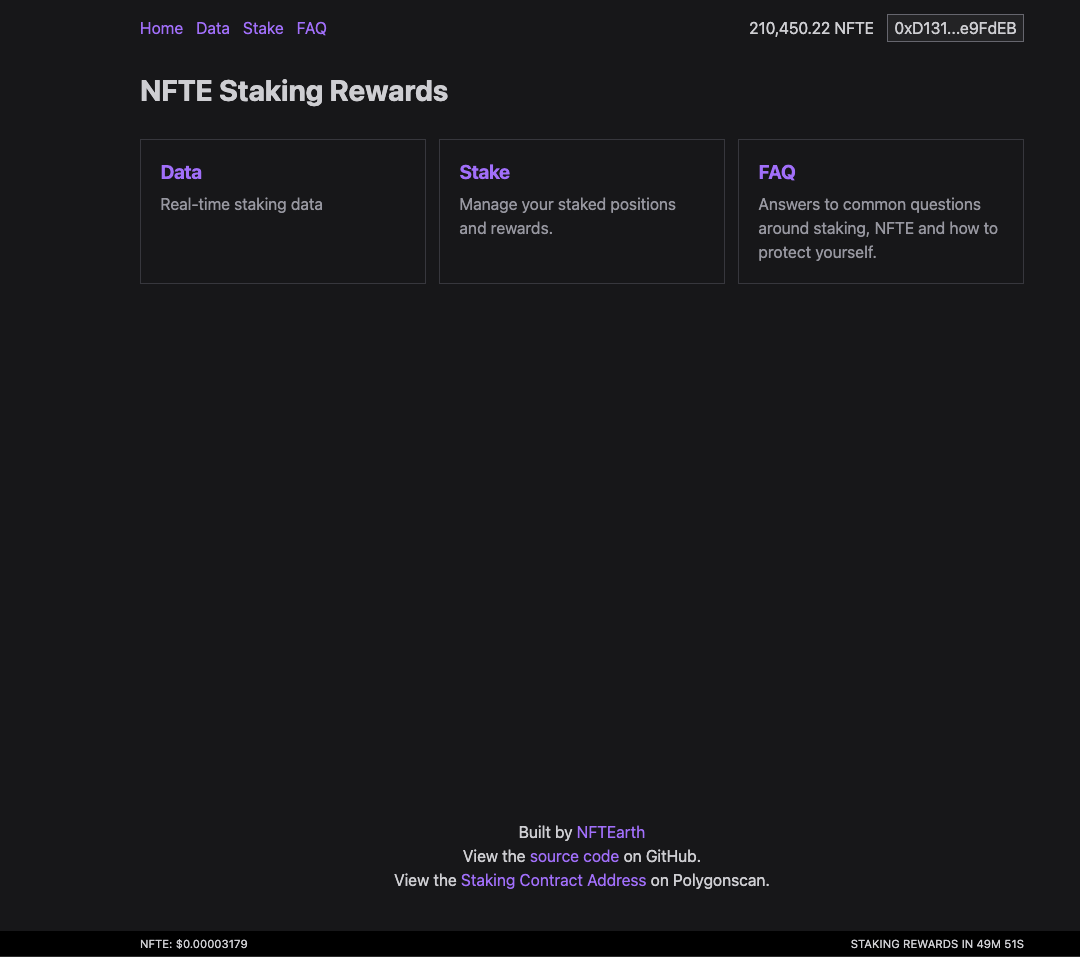 Home Data Stake FAQ 210,450.22 NFTE 0xD131...e9FdEB
NFTE Staking Rewards
Data
Real-time staking data
Stake
Manage your staked positions
and rewards.
FAQ
Answers to common questions
around staking, NFTE and how to
protect yourself.
Built by NFTEarth
View the source code on GitHub.
View the Staking Contract Address on Polygonscan.
NFTE: $0.00003179 STAKING REWARDS IN 49M 51S